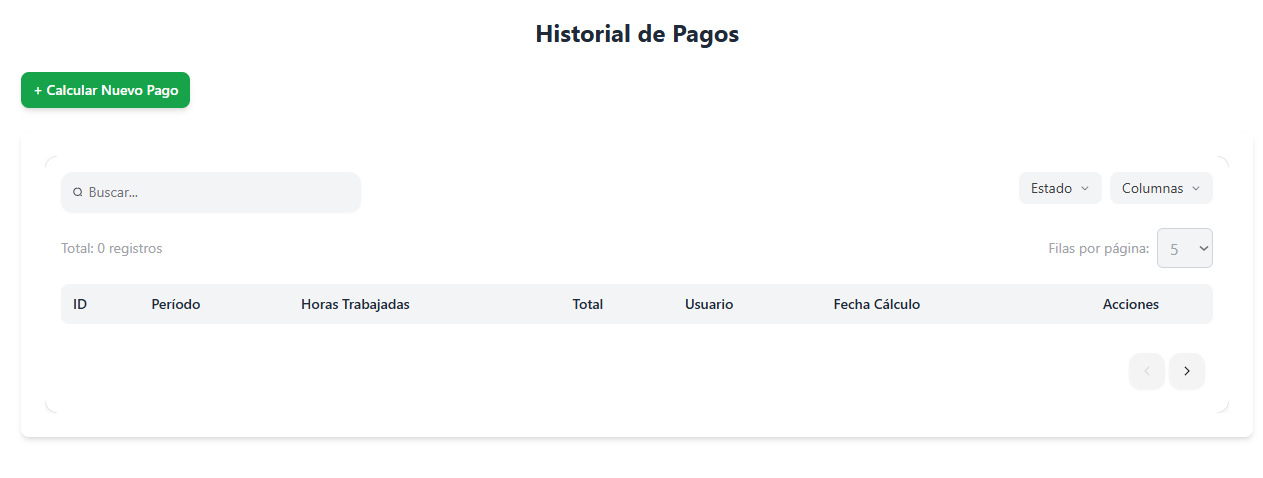 Historial de Pagos
+ Calcular Nuevo Pago
Buscar...
Estado
Columnas
Total: 0 registros
Filas por página: 5
ID Período Horas Trabajadas Total Usuario Fecha Cálculo Acciones